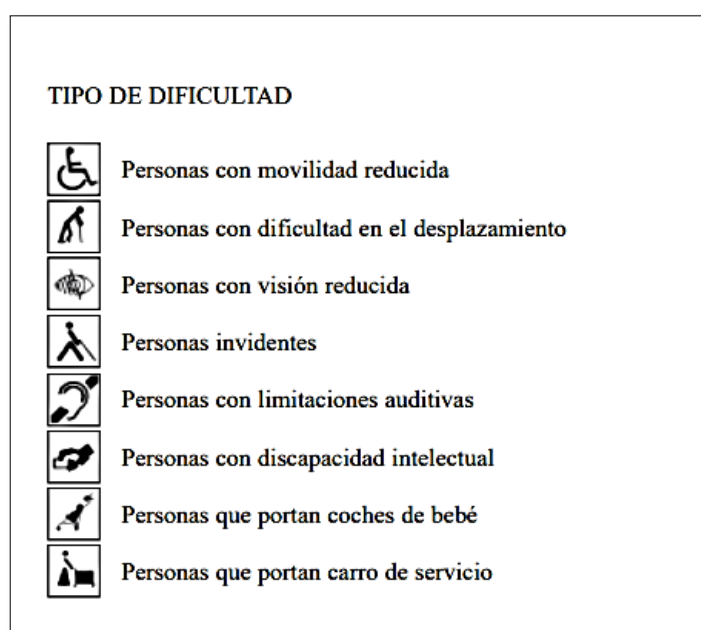 TIPO DE DIFICULTAD
Personas con movilidad reducida
Personas con dificultad en el desplazamiento
Personas con visión reducida
Personas invidentes
Personas con limitaciones auditivas
Personas con discapacidad intelectual
Personas que portan coches de bebé
Personas que portan carro de servicio